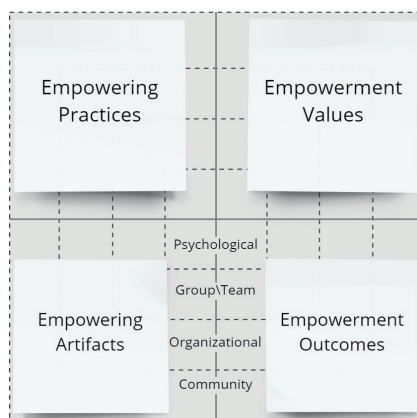 Empowering
Practices
Empowerment
Values
Psychological
Group\Team
Organizational
Community
Empowering
Artifacts
Empowerment
Outcomes